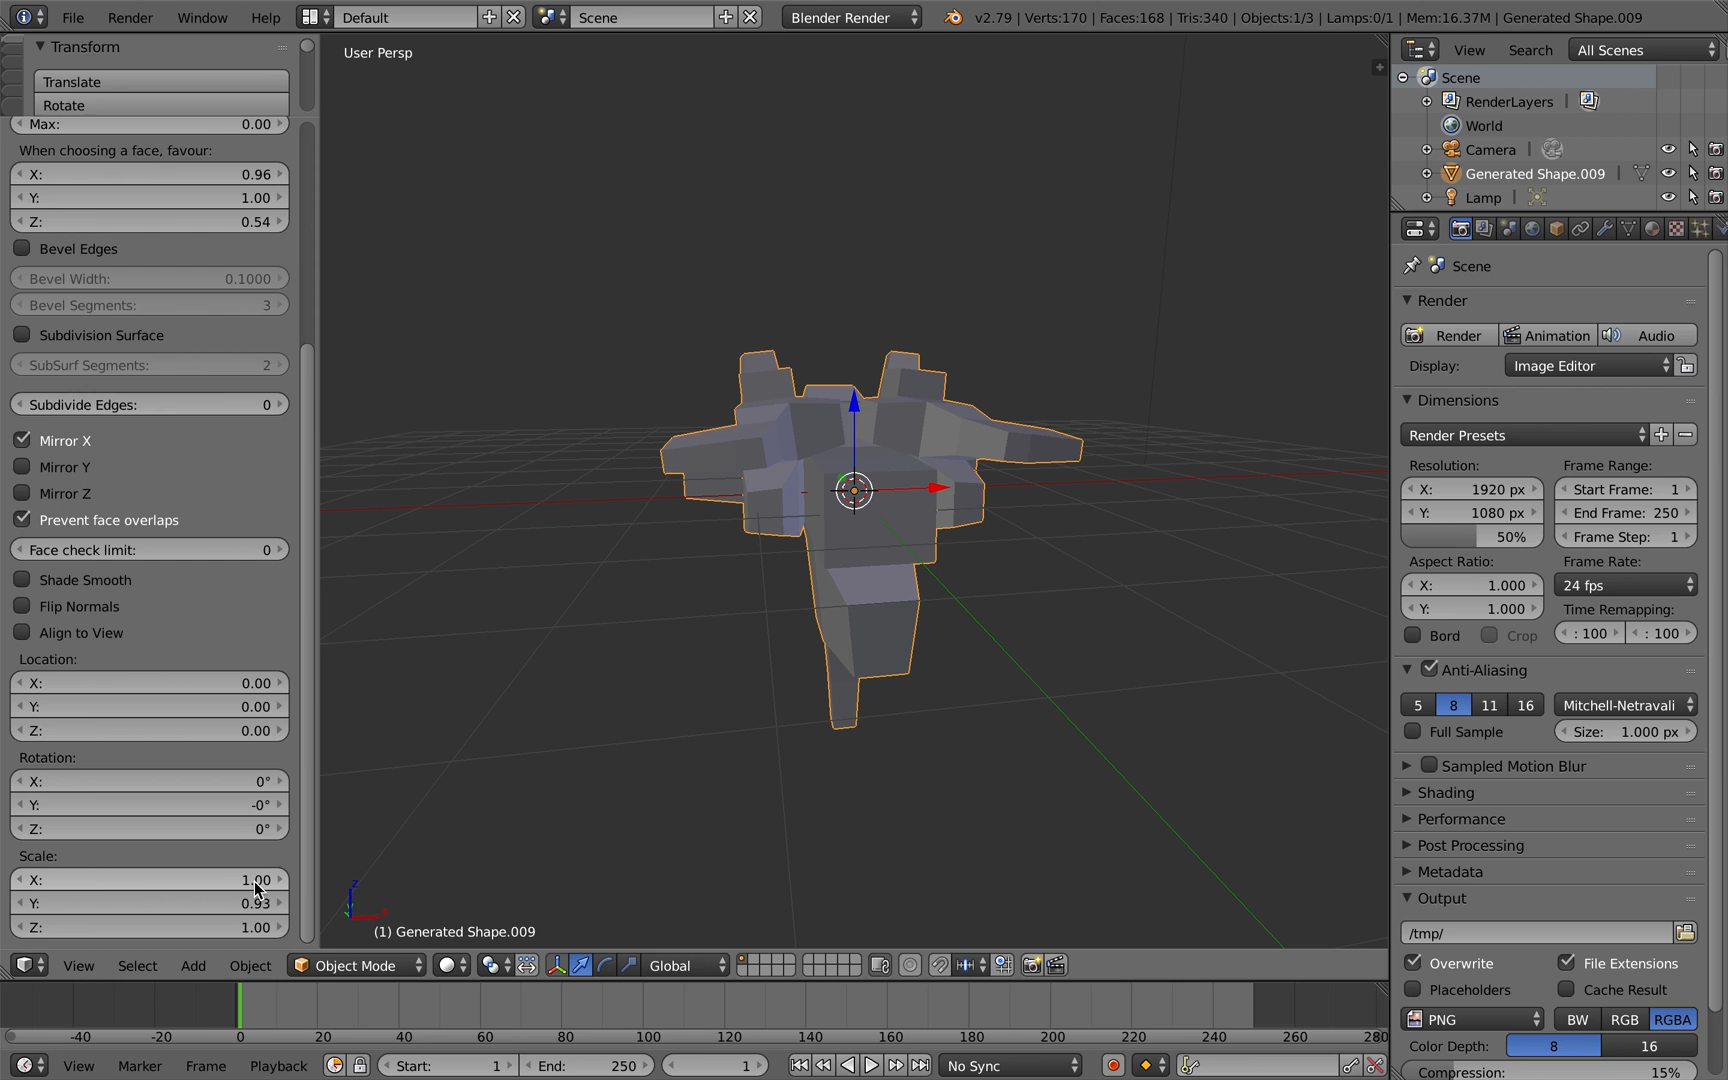 File Render Window Help Default Scene Blender Render v2.79 | Verts:170 | Faces:168 | Tris:340 | Objects:1/3 | Lamps:0/1 | Mem:16.37M | Generated Shape.009
Transform
Translate
Rotate
Max: 0.00
When choosing a face, favour:
X: 0.96
Y: 1.00
Z: 0.54
Bevel Edges
Bevel Width: 0.1000
Bevel Segments: 3
Subdivision Surface
SubSurf Segments: 2
Subdivide Edges: 0
Mirror X
Mirror Y
Mirror Z
Prevent face overlaps
Face check limit: 0
Shade Smooth
Flip Normals
Align to View
Location:
X: 0.00
Y: 0.00
Z: 0.00
Rotation:
X: 0°
Y: -0°
Z: 0°
Scale:
X: 1.00
Y: 0.93
Z: 1.00
User Persp
z
(1) Generated Shape.009
View Select Add Object Object Mode Global
-40 -20 0 20 40 60 80 100 120 140 160 180 200 220 240 260 280
View Marker Frame Playback Start: 1 End: 250 1 No Sync
View Search All Scenes
Scene
RenderLayers |
World
Camera |
Generated Shape.009 |
Lamp |
Scene
Render
Render Animation Audio
Display: Image Editor
Dimensions
Render Presets
Resolution: Frame Range:
X: 1920 px Start Frame: 1
Y: 1080 px End Frame: 250
50% Frame Step: 1
Aspect Ratio: Frame Rate:
X: 1.000 24 fps
Y: 1.000 Time Remapping:
Bord Crop : 100 : 100
Anti-Aliasing
5 8 11 16 Mitchell-Netravali
Full Sample Size: 1.000 px
Sampled Motion Blur
Shading
Performance
Post Processing
Metadata
Output
/tmp/
Overwrite File Extensions
Placeholders Cache Result
PNG BW RGB RGBA
Color Depth: 8 16
Compression: 15%